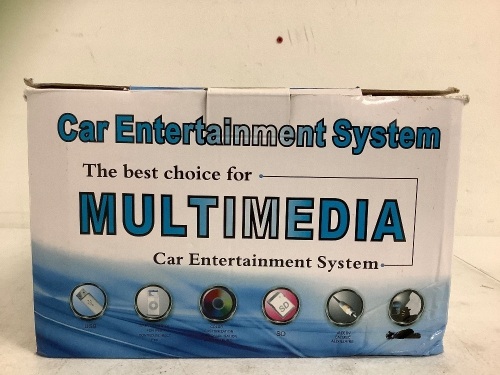 Car Entertainment System
The best choice for
MULTIMEDIA
Car Entertainment System
USB
SD